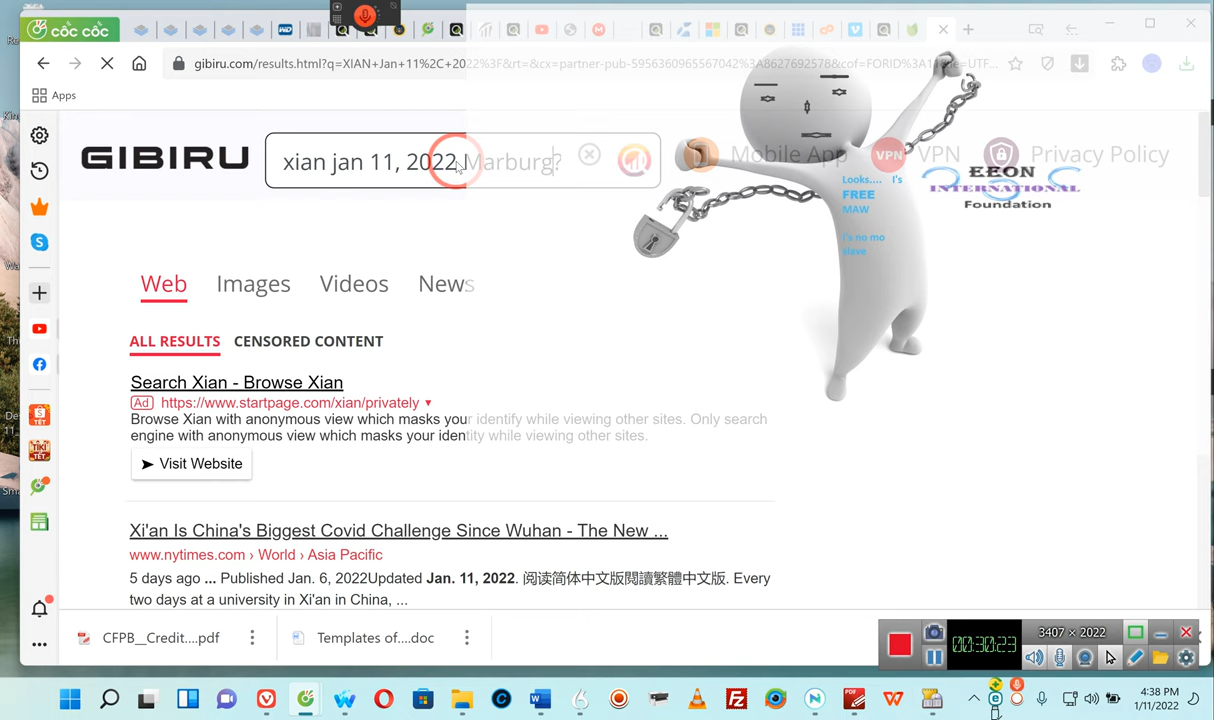 cốc cốc
gibiru.com/results.html?q=XIAN+Jan+11%2C+2022%3F&rt=&cx=partner-pub-5956360965567042%3A8627692578&cof=FORID%3A11&ie=UTF...
Apps
GIBIRU
xian jan 11, 2022 Marburg?
Mobile App
VPN
VPN
Privacy Policy
Looks.... I's
FREE
MAW
I's no mo
slave
EEON
INTERNATIONAL
Foundation
Web
Images
Videos
News
ALL RESULTS
CENSORED CONTENT
Search Xian - Browse Xian
Ad https://www.startpage.com/xian/privately
Browse Xian with anonymous view which masks your identify while viewing other sites. Only search
engine with anonymous view which masks your identity while viewing other sites.
Visit Website
Xi'an Is China's Biggest Covid Challenge Since Wuhan - The New ...
www.nytimes.com › World › Asia Pacific
5 days ago ... Published Jan. 6, 2022Updated Jan. 11, 2022. 阅读简体中文版閱讀繁體中文版. Every
two days at a university in Xi'an in China, ...
CFPB__Credit....pdf
Templates of....doc
00:30:23
3407 × 2022
4:38 PM
1/11/2022